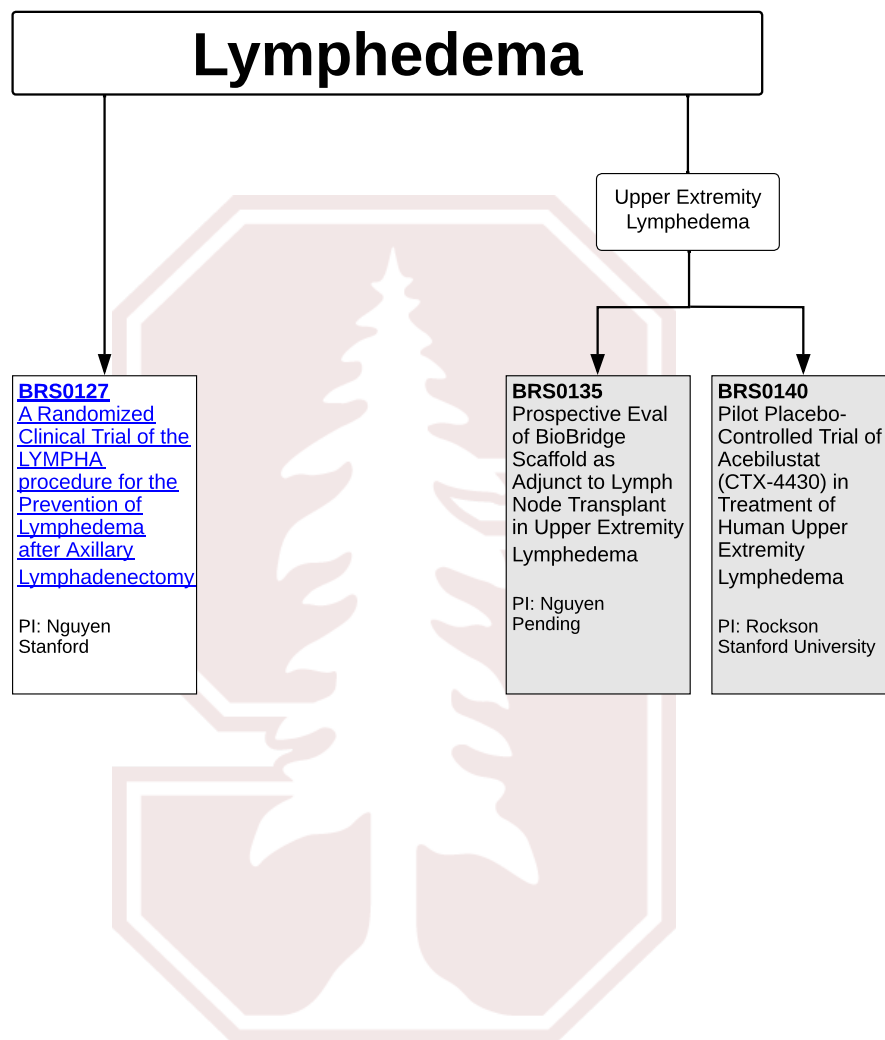 Lymphedema
Upper Extremity
Lymphedema
BRS0127
A Randomized
Clinical Trial of the
LYMPHA
procedure for the
Prevention of
Lymphedema
after Axillary
Lymphadenectomy
PI: Nguyen
Stanford
BRS0135
Prospective Eval
of BioBridge
Scaffold as
Adjunct to Lymph
Node Transplant
in Upper Extremity
Lymphedema
PI: Nguyen
Pending
BRS0140
Pilot Placebo-
Controlled Trial of
Acebilustat
(CTX-4430) in
Treatment of
Human Upper
Extremity
Lymphedema
PI: Rockson
Stanford University